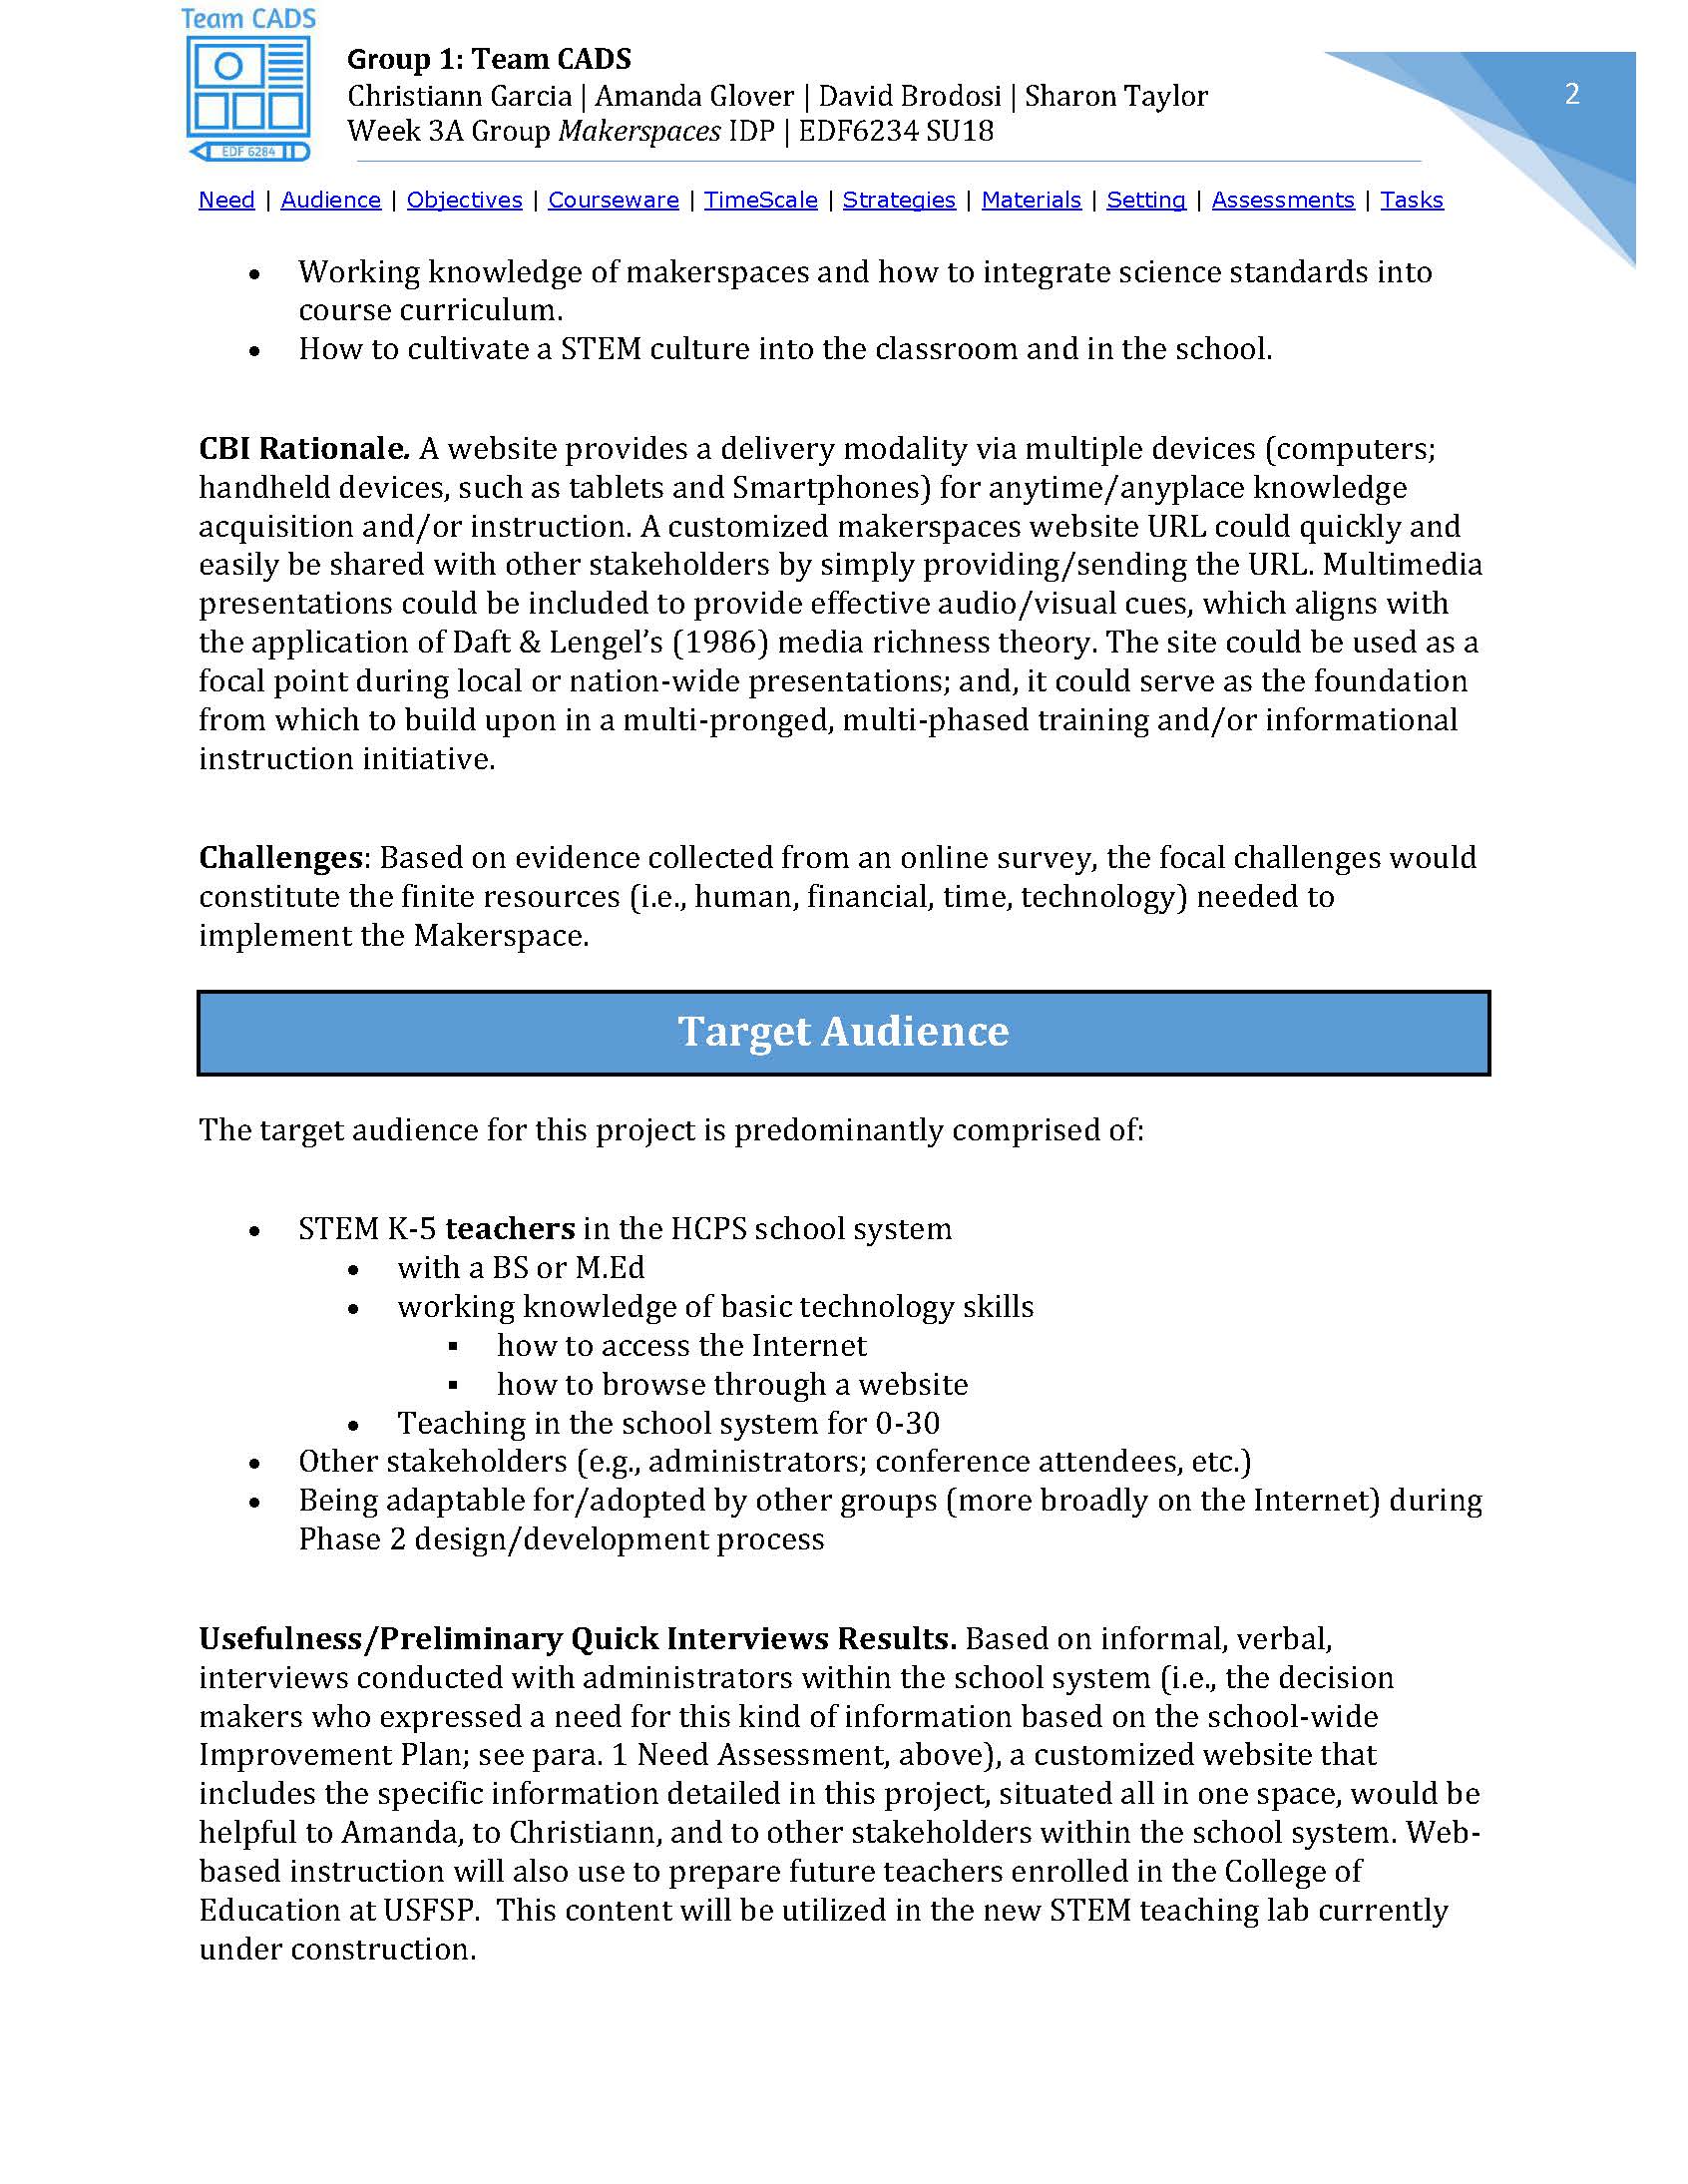 Team CADS
EDF 6284
Group 1: Team CADS
Christiann Garcia | Amanda Glover | David Brodosi | Sharon Taylor
Week 3A Group Makerspaces IDP | EDF6234 SU18
2
Need | Audience | Objectives | Courseware | TimeScale | Strategies | Materials | Setting | Assessments | Tasks
• Working knowledge of makerspaces and how to integrate science standards into
course curriculum.
• How to cultivate a STEM culture into the classroom and in the school.
CBI Rationale. A website provides a delivery modality via multiple devices (computers;
handheld devices, such as tablets and Smartphones) for anytime/anyplace knowledge
acquisition and/or instruction. A customized makerspaces website URL could quickly and
easily be shared with other stakeholders by simply providing/sending the URL. Multimedia
presentations could be included to provide effective audio/visual cues, which aligns with
the application of Daft & Lengel’s (1986) media richness theory. The site could be used as a
focal point during local or nation-wide presentations; and, it could serve as the foundation
from which to build upon in a multi-pronged, multi-phased training and/or informational
instruction initiative.
Challenges: Based on evidence collected from an online survey, the focal challenges would
constitute the finite resources (i.e., human, financial, time, technology) needed to
implement the Makerspace.
Target Audience
The target audience for this project is predominantly comprised of:
• STEM K-5 teachers in the HCPS school system
• with a BS or M.Ed
• working knowledge of basic technology skills
▪ how to access the Internet
▪ how to browse through a website
• Teaching in the school system for 0-30
• Other stakeholders (e.g., administrators; conference attendees, etc.)
• Being adaptable for/adopted by other groups (more broadly on the Internet) during
Phase 2 design/development process
Usefulness/Preliminary Quick Interviews Results. Based on informal, verbal,
interviews conducted with administrators within the school system (i.e., the decision
makers who expressed a need for this kind of information based on the school-wide
Improvement Plan; see para. 1 Need Assessment, above), a customized website that
includes the specific information detailed in this project, situated all in one space, would be
helpful to Amanda, to Christiann, and to other stakeholders within the school system. Web-
based instruction will also use to prepare future teachers enrolled in the College of
Education at USFSP.  This content will be utilized in the new STEM teaching lab currently
under construction.